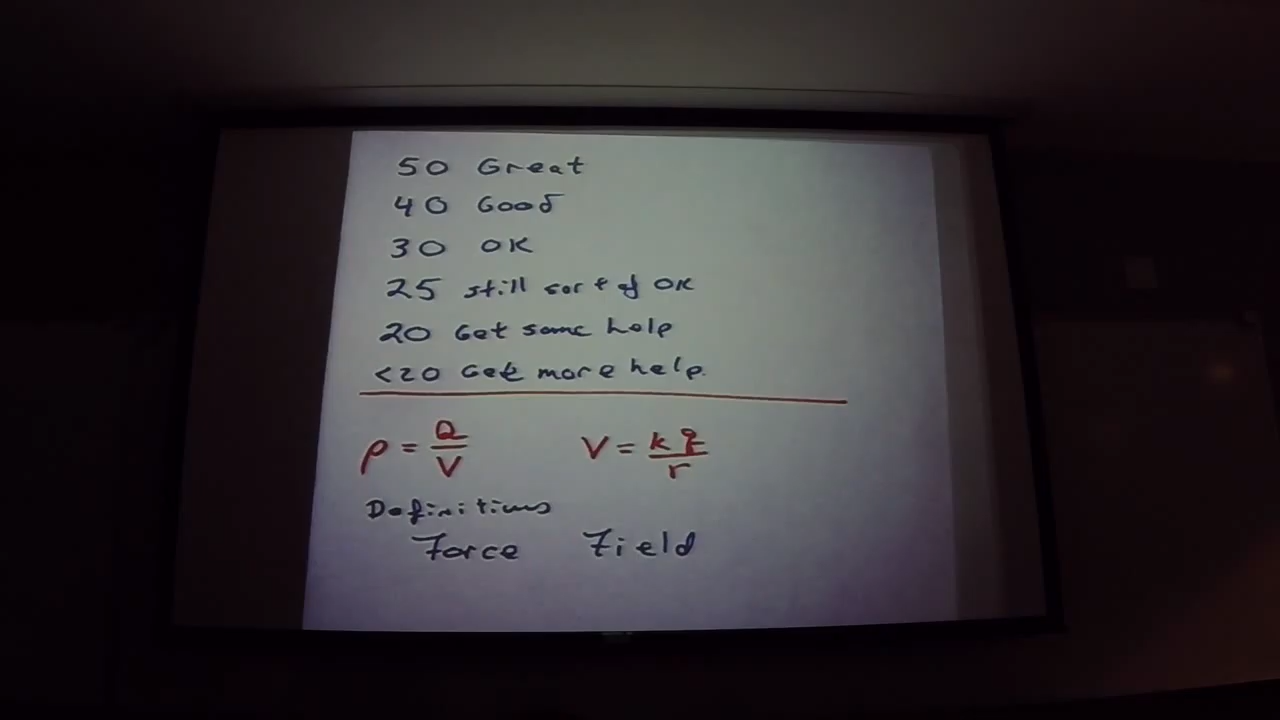 50 Great
40 Good
30 OK
25 still sort of OK
20 Get some help
<20 Get more help.
ρ = Q/V V = kq/r
Definitions
Force Field